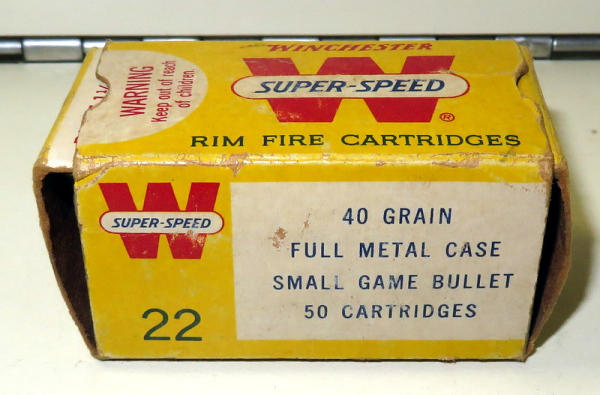 WARNING
Keep out of reach
of children.
WINCHESTER
SUPER-SPEED
W
®
RIM FIRE CARTRIDGES
W
SUPER-SPEED
22
40 GRAIN
FULL METAL CASE
SMALL GAME BULLET
50 CARTRIDGES